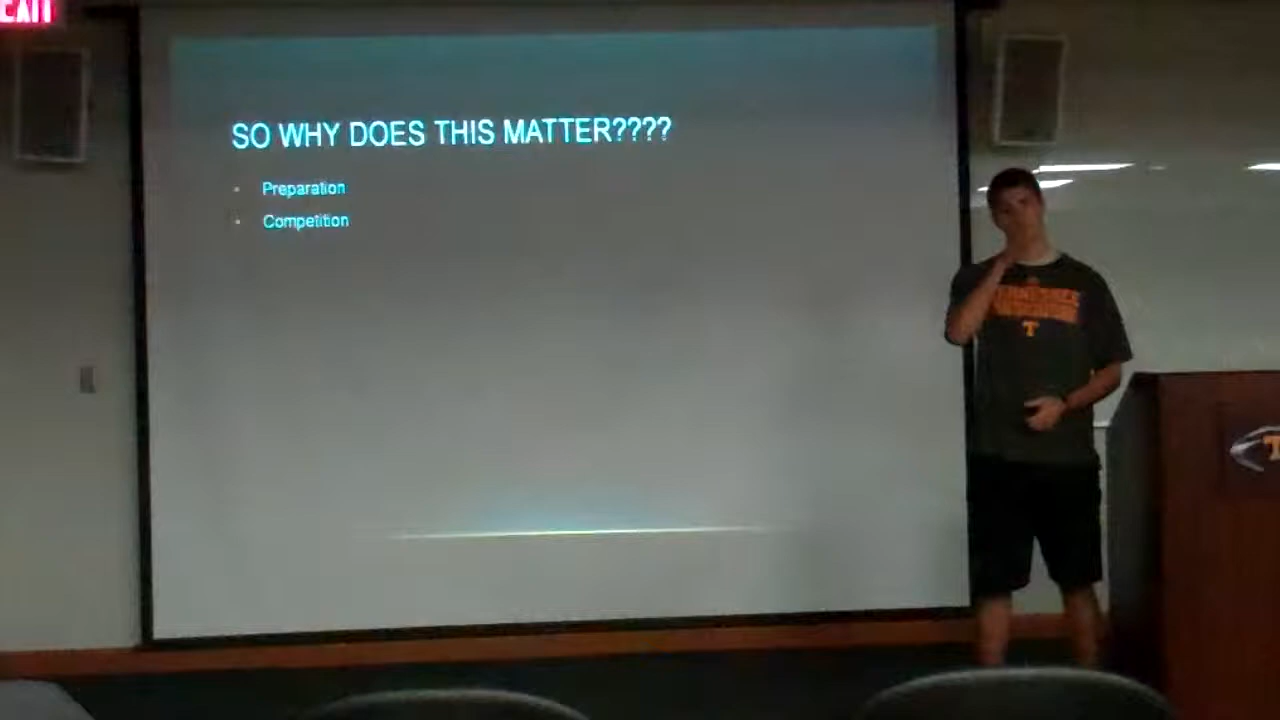 EXIT
SO WHY DOES THIS MATTER????
Preparation
Competition
T
T